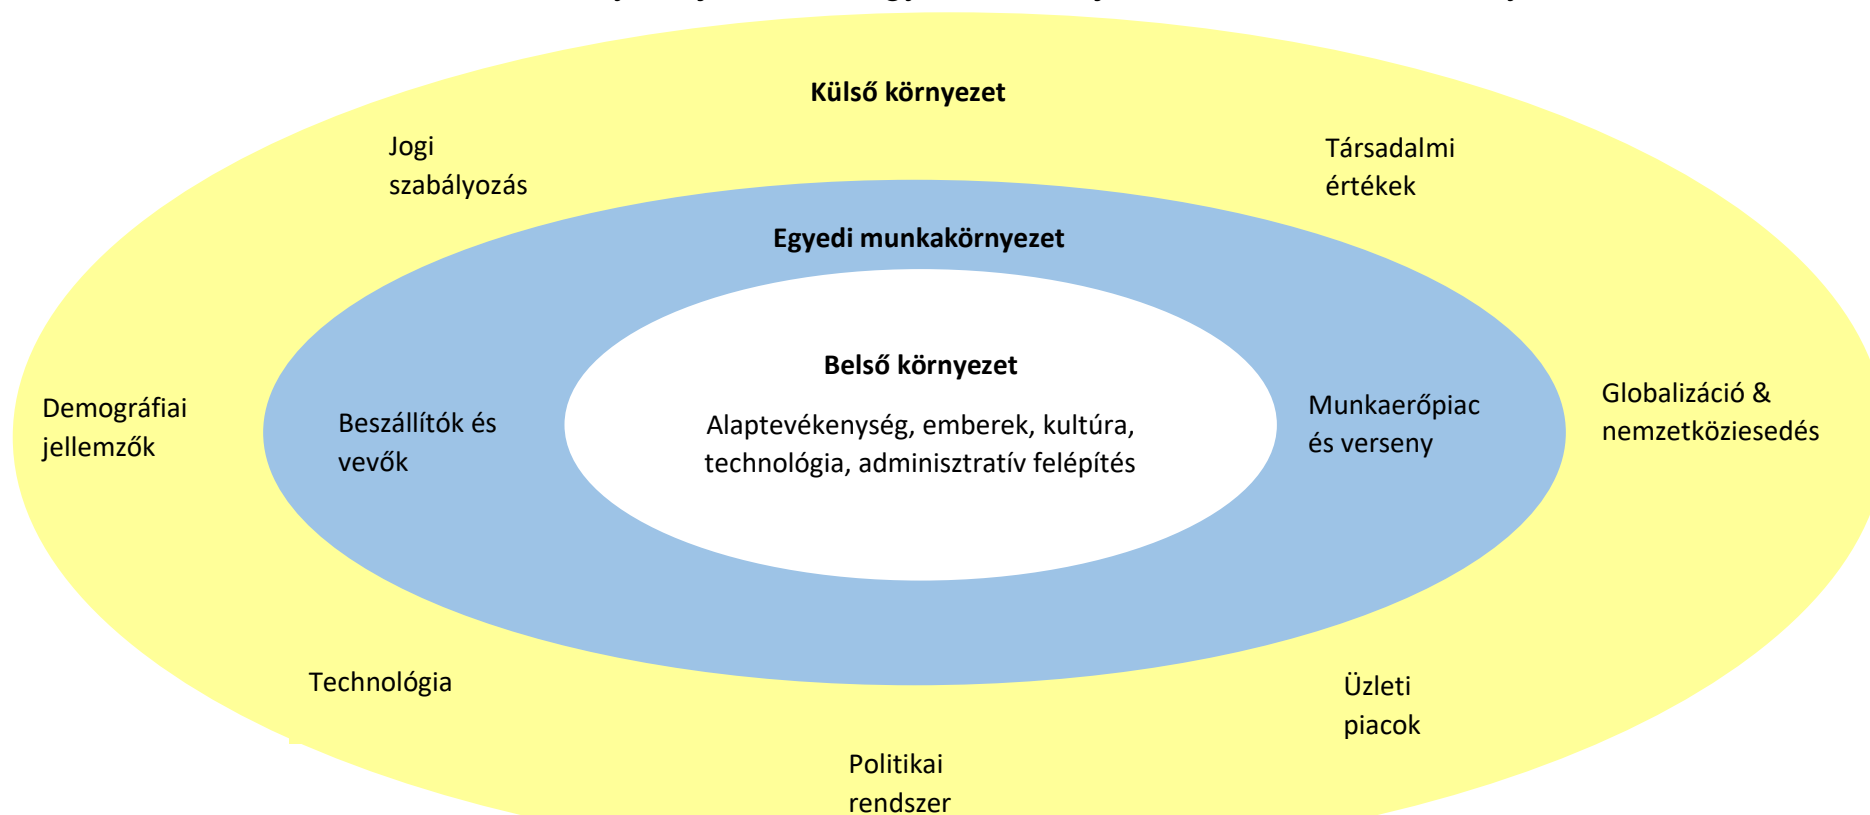 Külső környezet
Jogi
szabályozás
Társadalmi
értékek
Egyedi munkakörnyezet
Belső környezet
Alaptevékenység, emberek, kultúra,
technológia, adminisztratív felépítés
Demográfiai
jellemzők
Beszállítók és
vevők
Munkaerőpiac
és verseny
Globalizáció &
nemzetköziesedés
Technológia
Üzleti
piacok
Politikai
rendszer